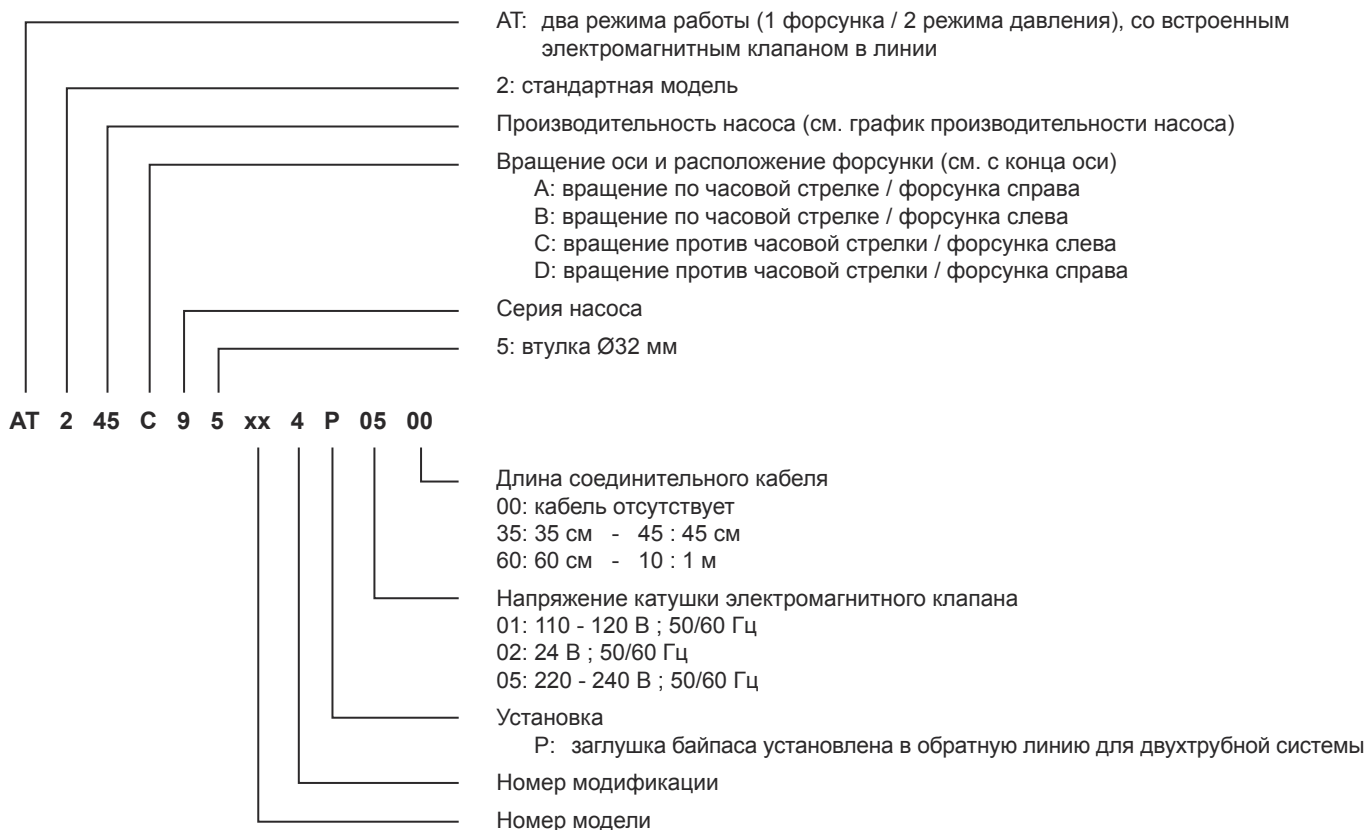 AT: два режима работы (1 форсунка / 2 режима давления), со встроенным
электромагнитным клапаном в линии
2: стандартная модель
Производительность насоса (см. график производительности насоса)
Вращение оси и расположение форсунки (см. с конца оси)
A: вращение по часовой стрелке / форсунка справа
B: вращение по часовой стрелке / форсунка слева
C: вращение против часовой стрелки / форсунка слева
D: вращение против часовой стрелки / форсунка справа
Серия насоса
5: втулка Ø32 мм
AT 2 45 C 9 5 xx 4 P 05 00
Длина соединительного кабеля
00: кабель отсутствует
35: 35 см - 45 : 45 см
60: 60 см - 10 : 1 м
Напряжение катушки электромагнитного клапана
01: 110 - 120 В ; 50/60 Гц
02: 24 В ; 50/60 Гц
05: 220 - 240 В ; 50/60 Гц
Установка
P: заглушка байпаса установлена в обратную линию для двухтрубной системы
Номер модификации
Номер модели